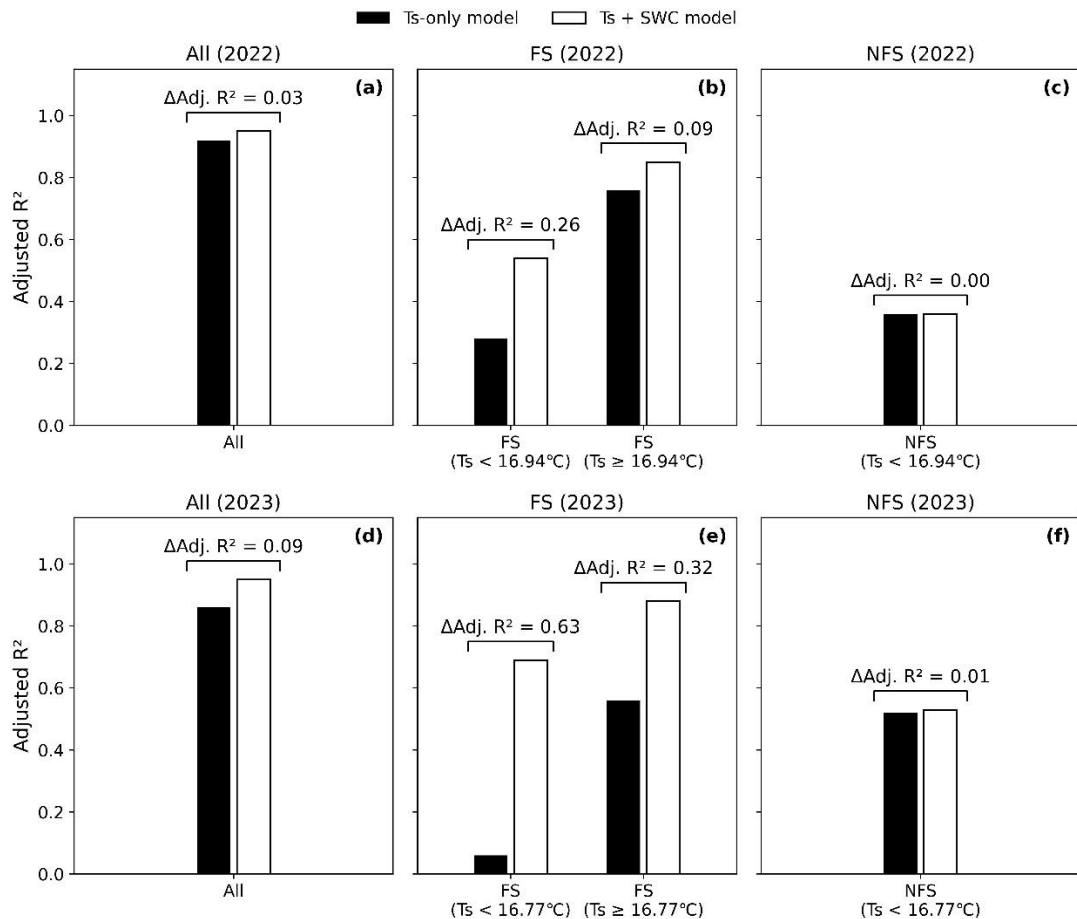 Ts-only model Ts + SWC model
All (2022)
(a)
ΔAdj. R² = 0.03
Adjusted R²
1.0
0.8
0.6
0.4
0.2
0.0
All
FS (2022)
(b)
ΔAdj. R² = 0.26
ΔAdj. R² = 0.09
FS
(Ts < 16.94℃)
FS
(Ts ≥ 16.94℃)
NFS (2022)
(c)
ΔAdj. R² = 0.00
NFS
(Ts < 16.94℃)
All (2023)
(d)
ΔAdj. R² = 0.09
Adjusted R²
1.0
0.8
0.6
0.4
0.2
0.0
All
FS (2023)
(e)
ΔAdj. R² = 0.63
ΔAdj. R² = 0.32
FS
(Ts < 16.77℃)
FS
(Ts ≥ 16.77℃)
NFS (2023)
(f)
ΔAdj. R² = 0.01
NFS
(Ts < 16.77℃)